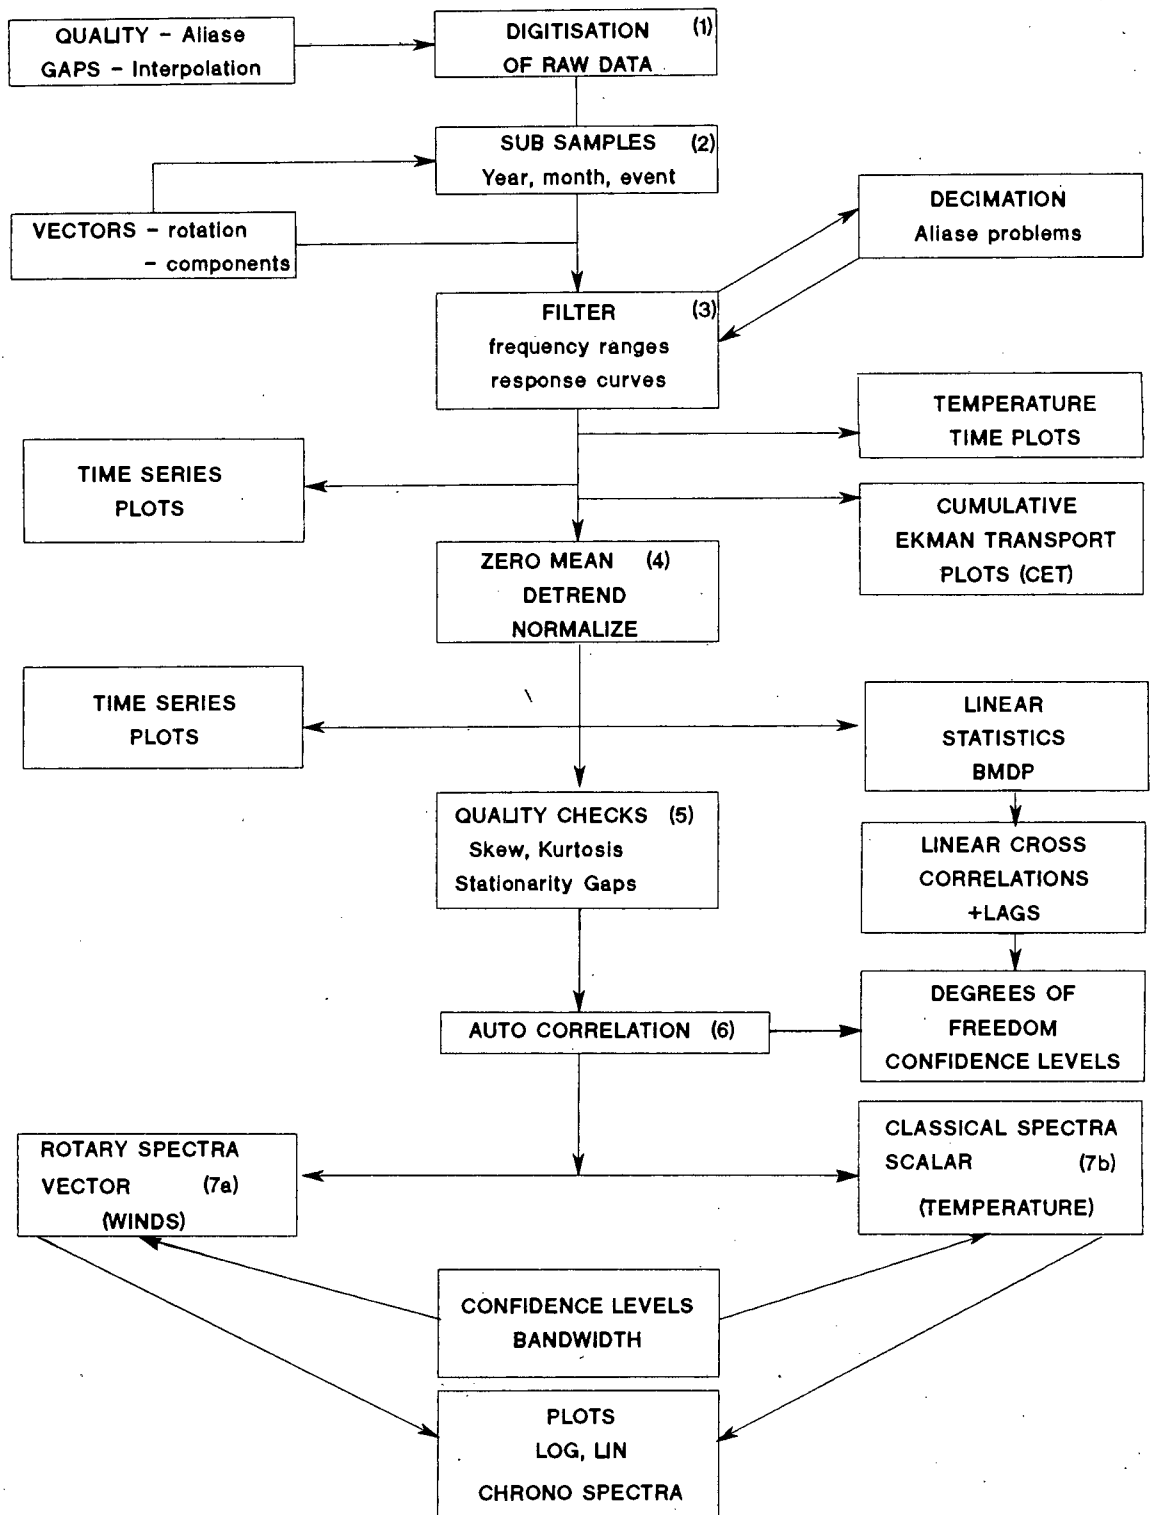 QUALITY – Aliase
GAPS – Interpolation
DIGITISATION (1)
OF RAW DATA
SUB SAMPLES (2)
Year, month, event
VECTORS – rotation
– components
DECIMATION
Aliase problems
FILTER (3)
frequency ranges
response curves
TEMPERATURE
TIME PLOTS
TIME SERIES
PLOTS
CUMULATIVE
EKMAN TRANSPORT
PLOTS (CET)
ZERO MEAN (4)
DETREND
NORMALIZE
TIME SERIES
PLOTS
LINEAR
STATISTICS
BMDP
QUALITY CHECKS (5)
Skew, Kurtosis
Stationarity Gaps
LINEAR CROSS
CORRELATIONS
+LAGS
AUTO CORRELATION (6)
DEGREES OF
FREEDOM
CONFIDENCE LEVELS
ROTARY SPECTRA
VECTOR (7a)
(WINDS)
CLASSICAL SPECTRA
SCALAR (7b)
(TEMPERATURE)
CONFIDENCE LEVELS
BANDWIDTH
PLOTS
LOG, LIN
CHRONO SPECTRA